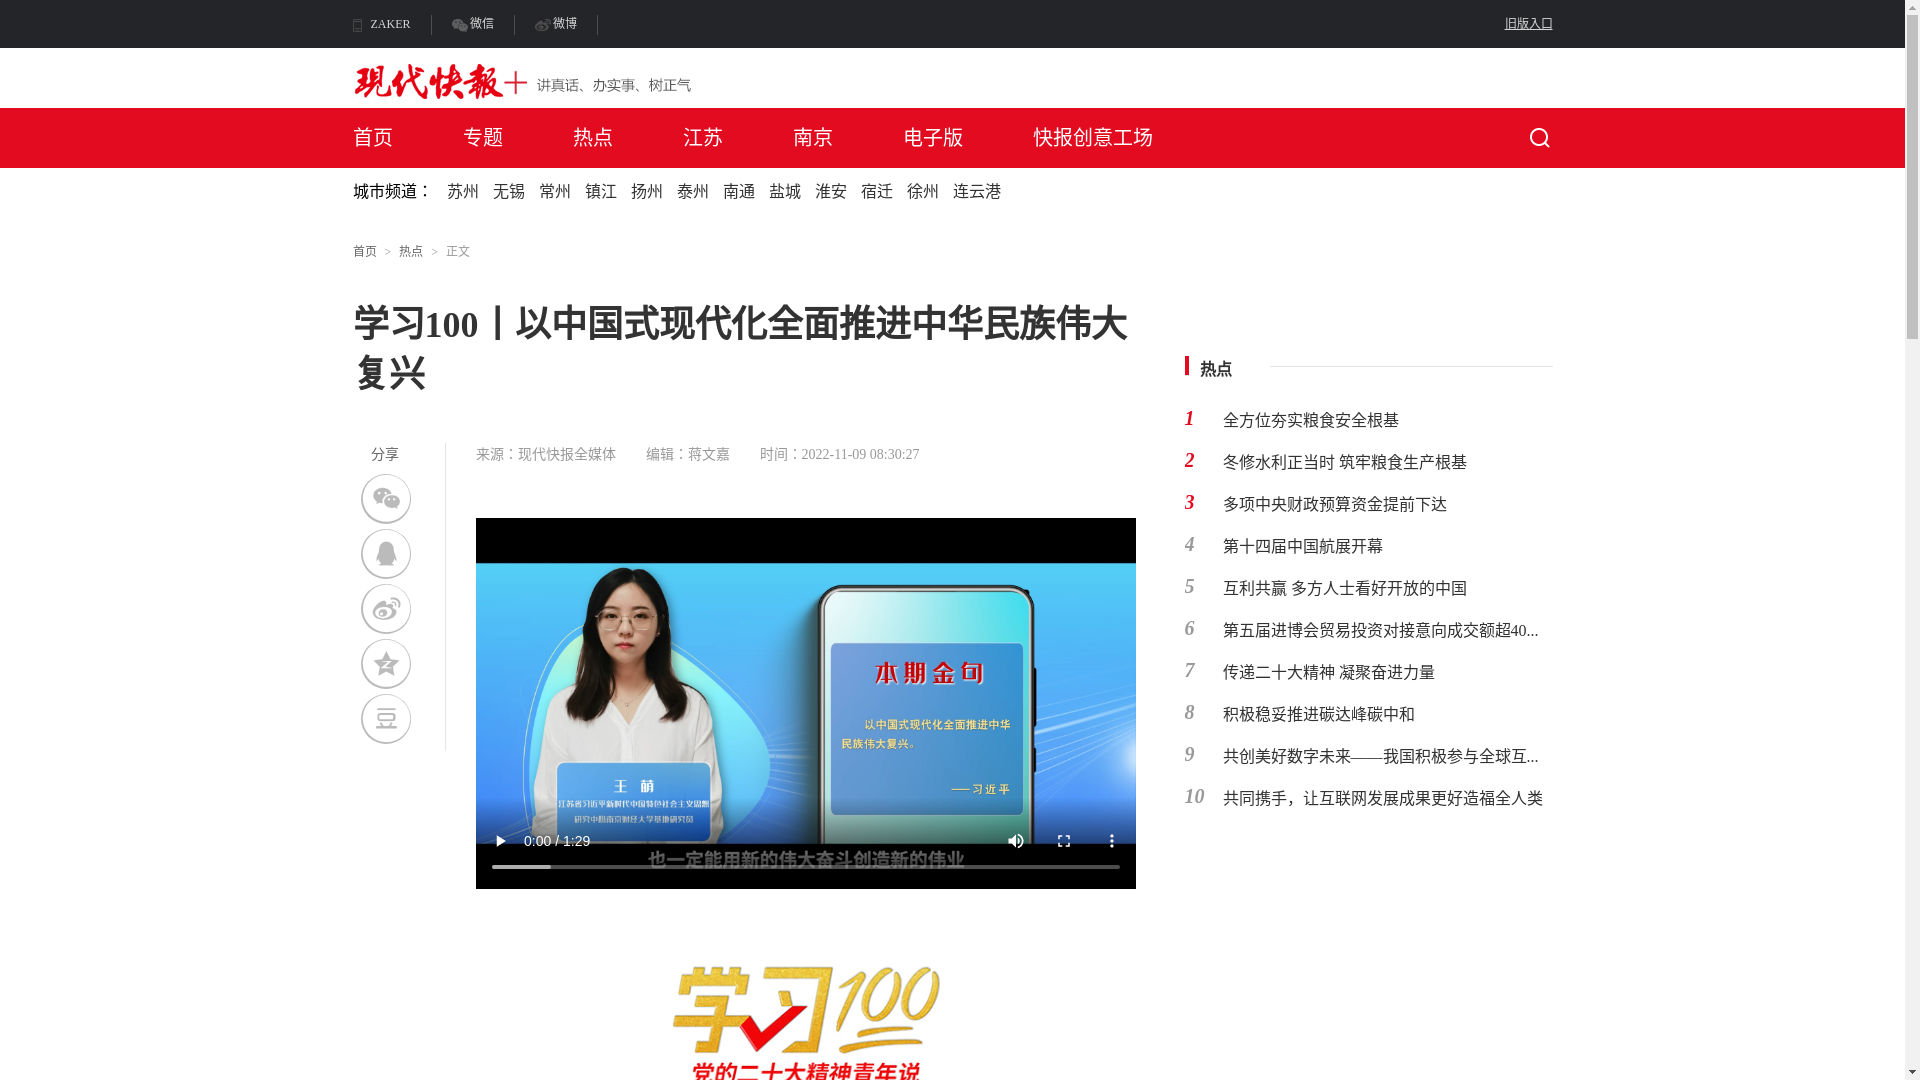 ZAKER 微信 微博 旧版入口
现代快報+ 讲真话、办实事、树正气
首页 专题 热点 江苏 南京 电子版 快报创意工场
城市频道： 苏州 无锡 常州 镇江 扬州 泰州 南通 盐城 淮安 宿迁 徐州 连云港
首页 > 热点 > 正文
学习100丨以中国式现代化全面推进中华民族伟大
复兴
分享
来源：现代快报全媒体 编辑：蒋文嘉 时间：2022-11-09 08:30:27
本期金句
以中国式现代化全面推进中华
民族伟大复兴。
——习近平
王 萌
江苏省习近平新时代中国特色社会主义思想
研究中心南京财经大学基地研究员
0:00 / 1:29
也一定能用新的伟大奋斗创造新的伟业
学习100
党的二十大精神青年说
热点
1 全方位夯实粮食安全根基
2 冬修水利正当时 筑牢粮食生产根基
3 多项中央财政预算资金提前下达
4 第十四届中国航展开幕
5 互利共赢 多方人士看好开放的中国
6 第五届进博会贸易投资对接意向成交额超40...
7 传递二十大精神 凝聚奋进力量
8 积极稳妥推进碳达峰碳中和
9 共创美好数字未来——我国积极参与全球互...
10 共同携手，让互联网发展成果更好造福全人类